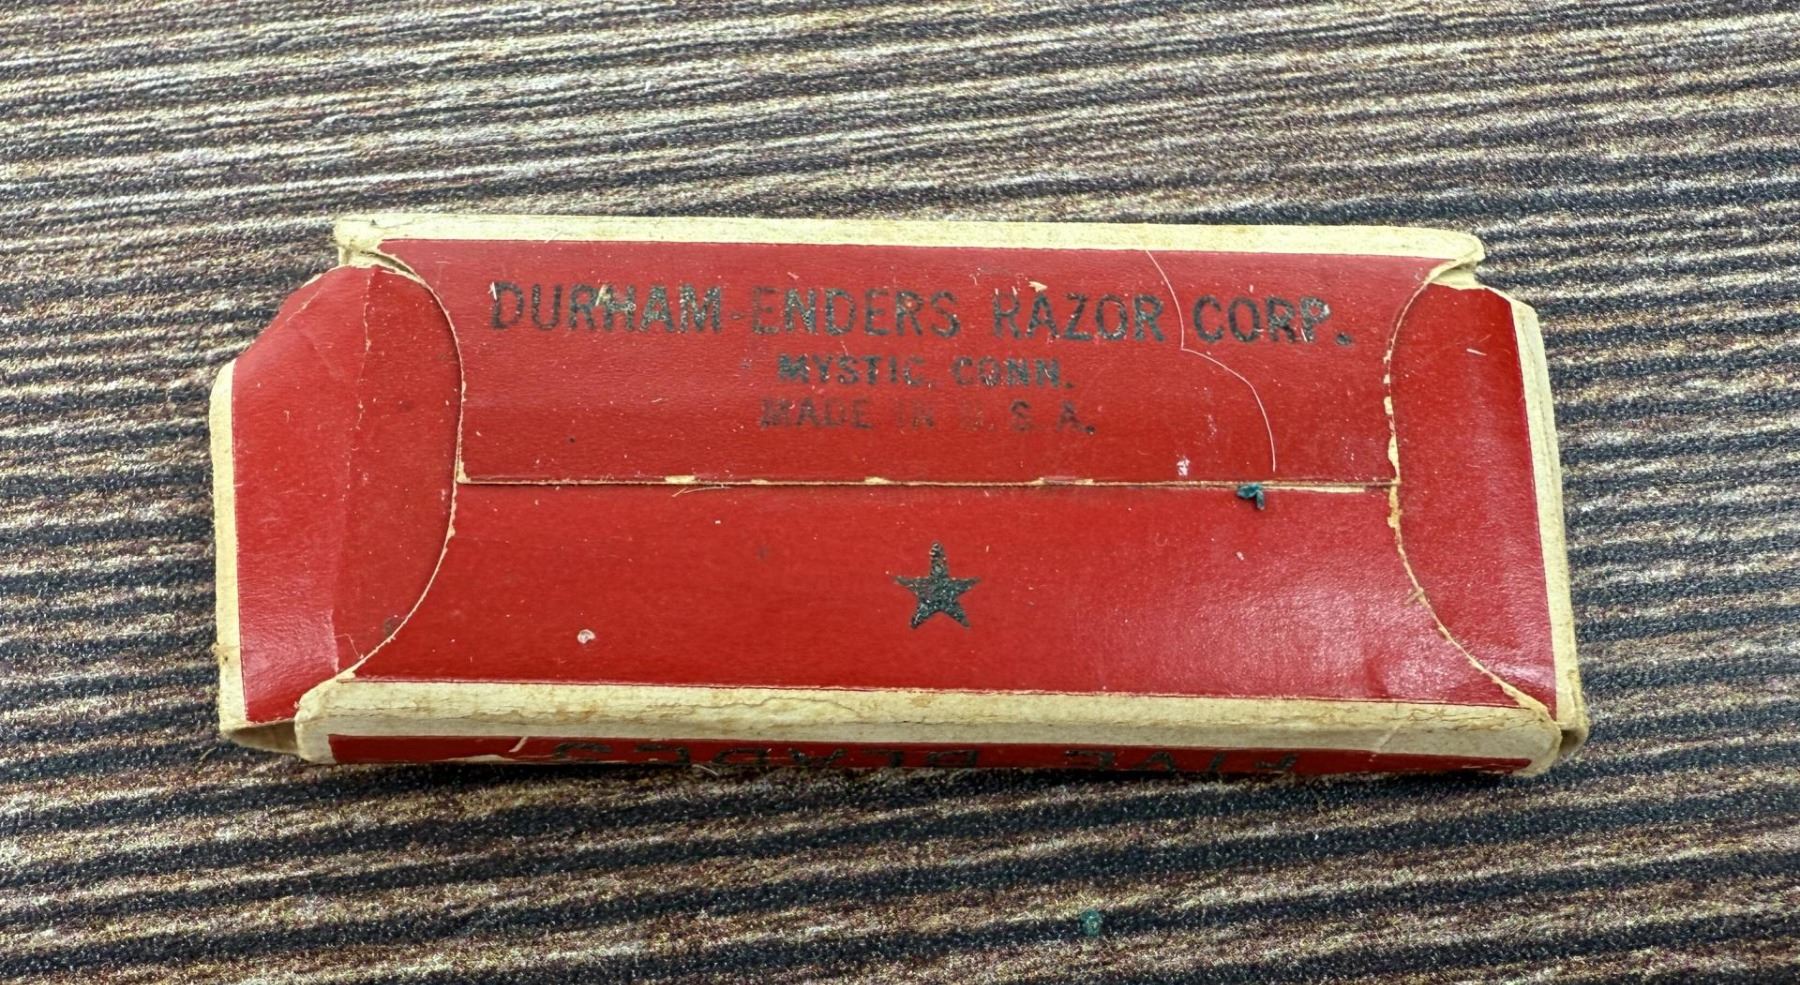 DURHAM-ENDERS RAZOR CORP.
MYSTIC, CONN.
MADE IN U.S.A.
FIVE BLADES